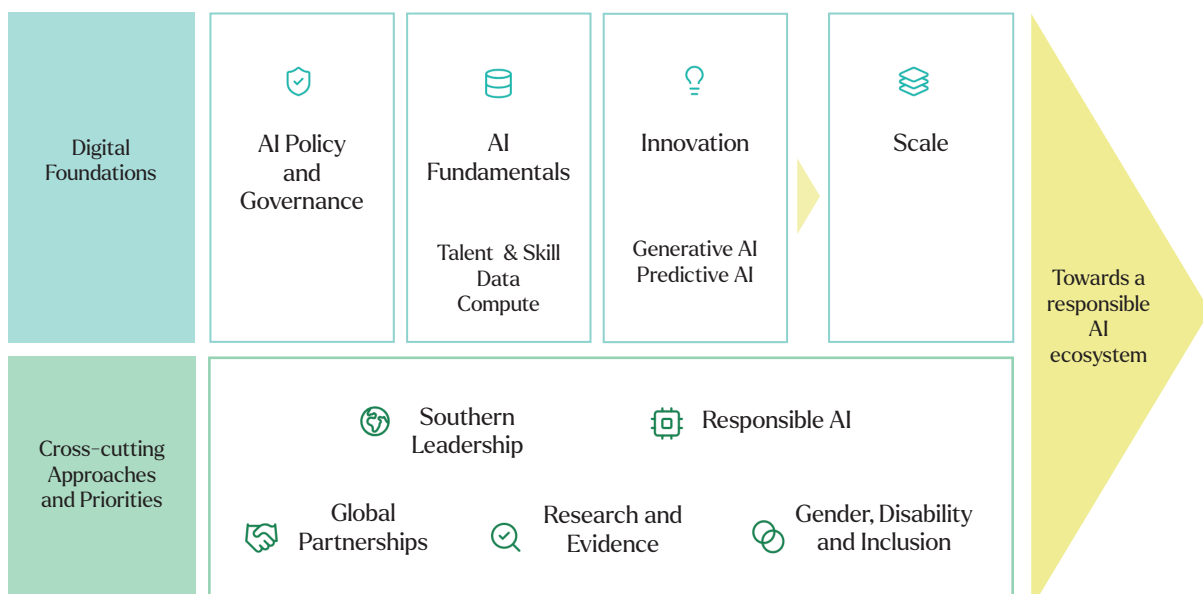 Digital
Foundations
AI Policy
and
Governance
AI
Fundamentals
Talent & Skill
Data
Compute
Innovation
Generative AI
Predictive AI
Scale
Towards a
responsible
AI
ecosystem
Cross-cutting
Approaches
and Priorities
Southern
Leadership
Responsible AI
Global
Partnerships
Research and
Evidence
Gender, Disability
and Inclusion